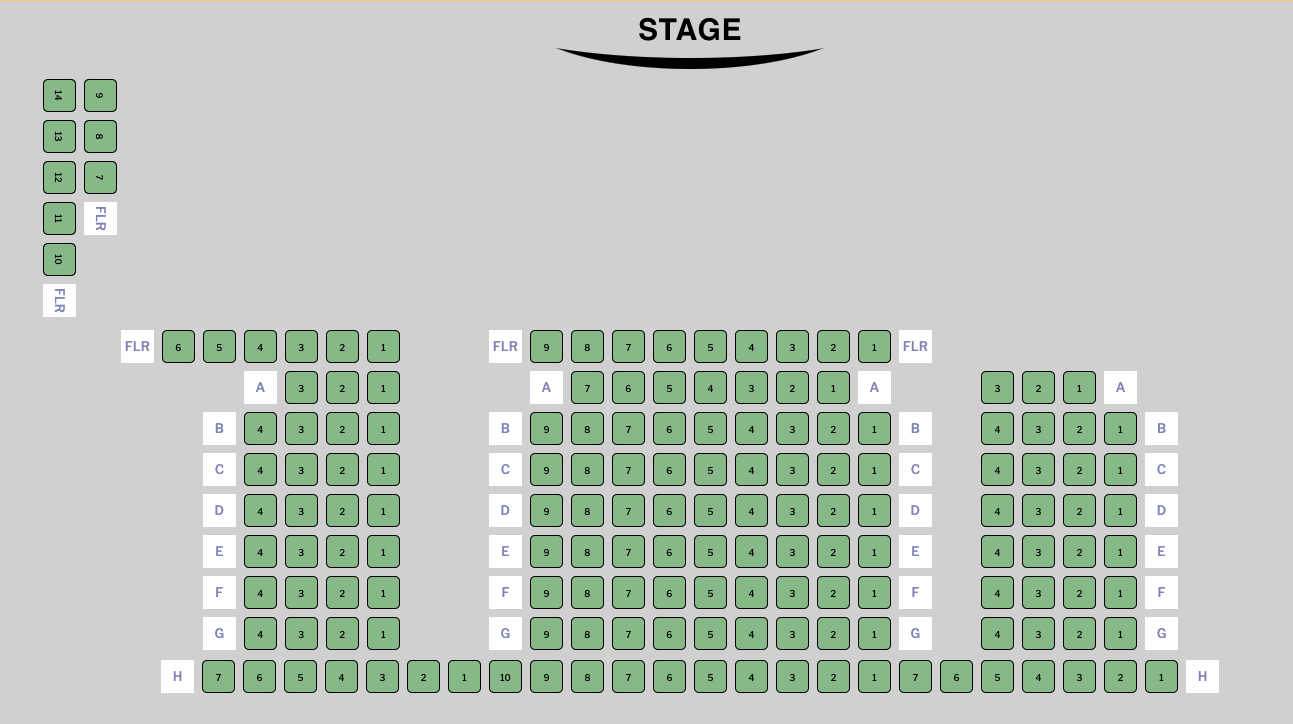 STAGE
14 9
13 8
12 7
11 FLR
10
FLR
FLR 6 5 4 3 2 1 FLR 9 8 7 6 5 4 3 2 1 FLR
A 3 2 1 A 7 6 5 4 3 2 1 A 3 2 1 A
B 4 3 2 1 B 9 8 7 6 5 4 3 2 1 B 4 3 2 1 B
C 4 3 2 1 C 9 8 7 6 5 4 3 2 1 C 4 3 2 1 C
D 4 3 2 1 D 9 8 7 6 5 4 3 2 1 D 4 3 2 1 D
E 4 3 2 1 E 9 8 7 6 5 4 3 2 1 E 4 3 2 1 E
F 4 3 2 1 F 9 8 7 6 5 4 3 2 1 F 4 3 2 1 F
G 4 3 2 1 G 9 8 7 6 5 4 3 2 1 G 4 3 2 1 G
H 7 6 5 4 3 2 1 10 9 8 7 6 5 4 3 2 1 7 6 5 4 3 2 1 H